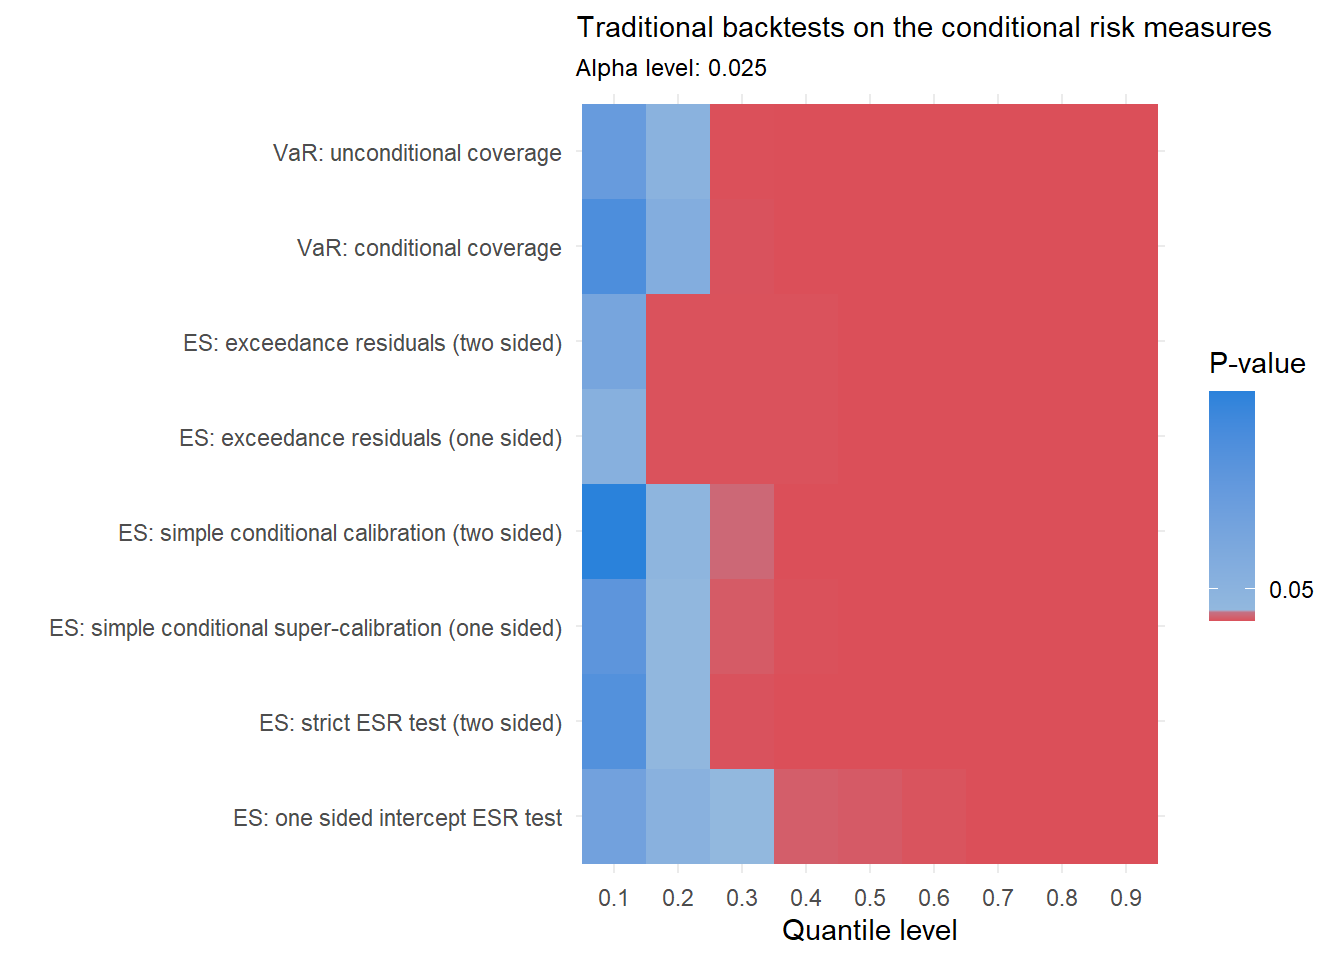 Traditional backtests on the conditional risk measures
Alpha level: 0.025
VaR: unconditional coverage
VaR: conditional coverage
ES: exceedance residuals (two sided)
ES: exceedance residuals (one sided)
ES: simple conditional calibration (two sided)
ES: simple conditional super-calibration (one sided)
ES: strict ESR test (two sided)
ES: one sided intercept ESR test
0.1 0.2 0.3 0.4 0.5 0.6 0.7 0.8 0.9
Quantile level
P-value
0.05